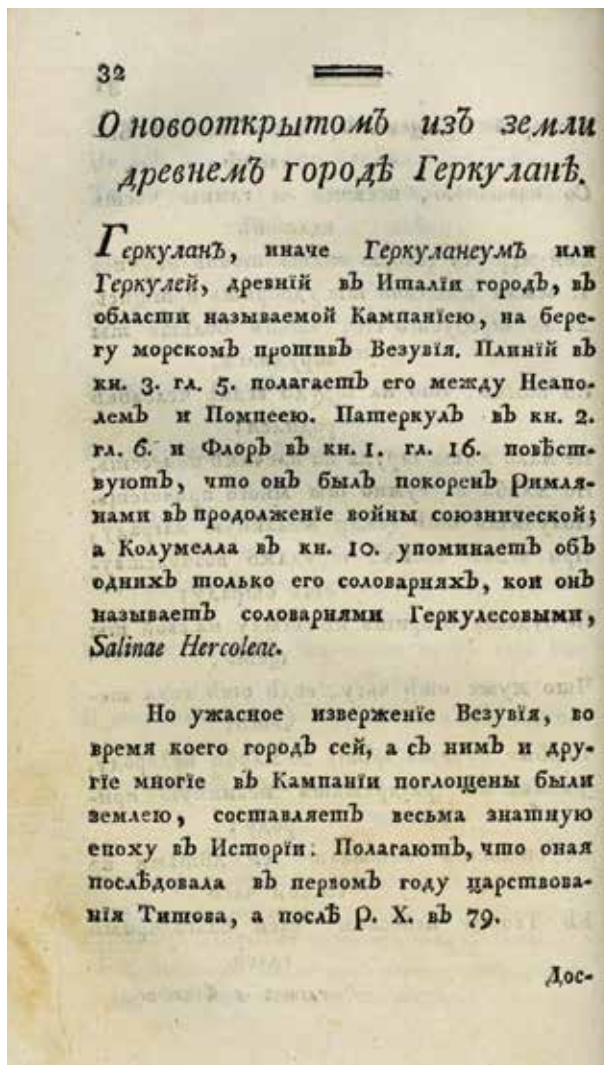 32
О новооткрытомъ изъ земли
древнемъ городѣ Геркуланѣ.
Геркуланъ, иначе Геркуланеумъ или
Геркулей, древнїй въ Италїи городъ, въ
области называемой Кампанїею, на бере-
гу морскомъ противъ Везувїя. Плинїй въ
кн. 3. гл. 5. полагаетъ его между Неапо-
лемъ и Помпеею. Патеркулъ въ кн. 2.
гл. 6. и Флоръ въ кн. 1. гл. 16. повѣст-
вуютъ, что онъ былъ покоренъ Римля-
нами въ продолженїе войны союзнической;
а Колумелла въ кн. 10. упоминаетъ объ
однихъ только его соловарняхъ, кои онъ
называетъ соловарнями Геркулесовыми,
Salinae Hercoleae.
Но ужасное изверженїе Везувїя, во
время коего городъ сей, а съ нимъ и дру-
гїе многїе въ Кампанїи поглощены были
землею, составляетъ весьма знатную
епоху въ Исторїи. Полагаютъ, что оная
послѣдовала въ первомъ году царствова-
нїя Титова, а послѣ Р. Х. въ 79.
Дос-